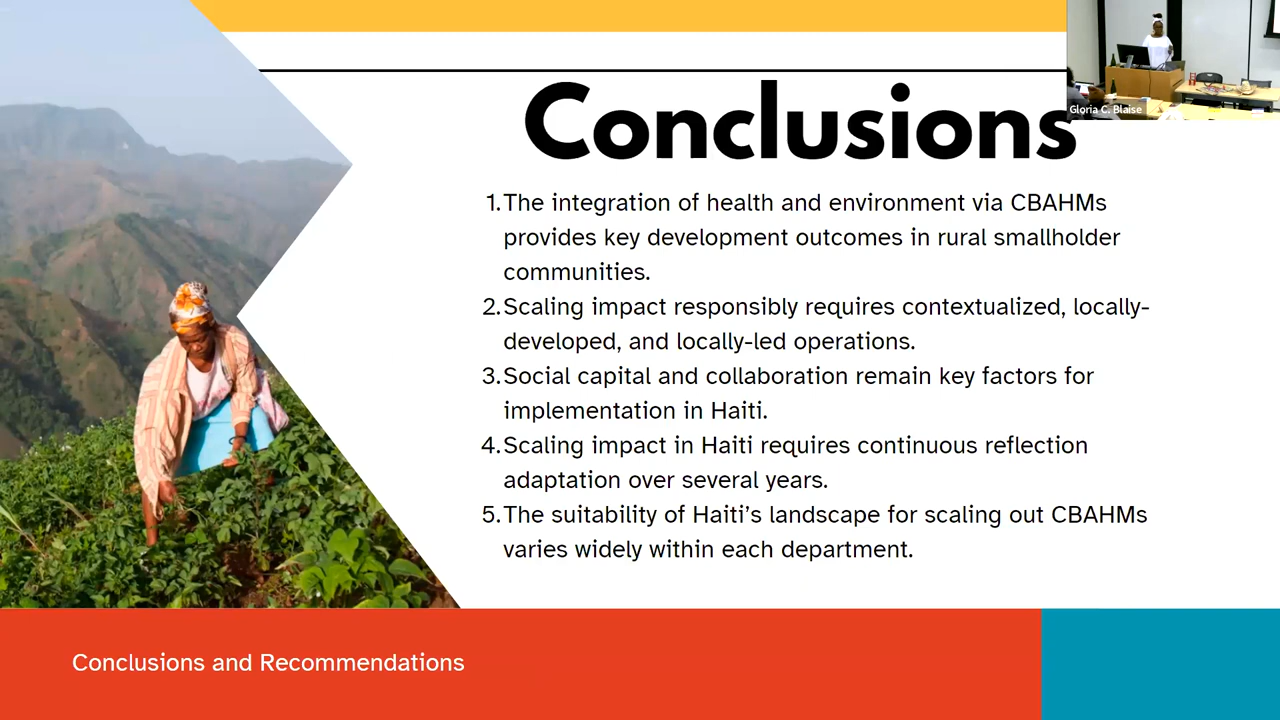 Gloria C. Blaise
Conclusions
1. The integration of health and environment via CBAHMs
provides key development outcomes in rural smallholder
communities.
2. Scaling impact responsibly requires contextualized, locally-
developed, and locally-led operations.
3. Social capital and collaboration remain key factors for
implementation in Haiti.
4. Scaling impact in Haiti requires continuous reflection
adaptation over several years.
5. The suitability of Haiti’s landscape for scaling out CBAHMs
varies widely within each department.
Conclusions and Recommendations